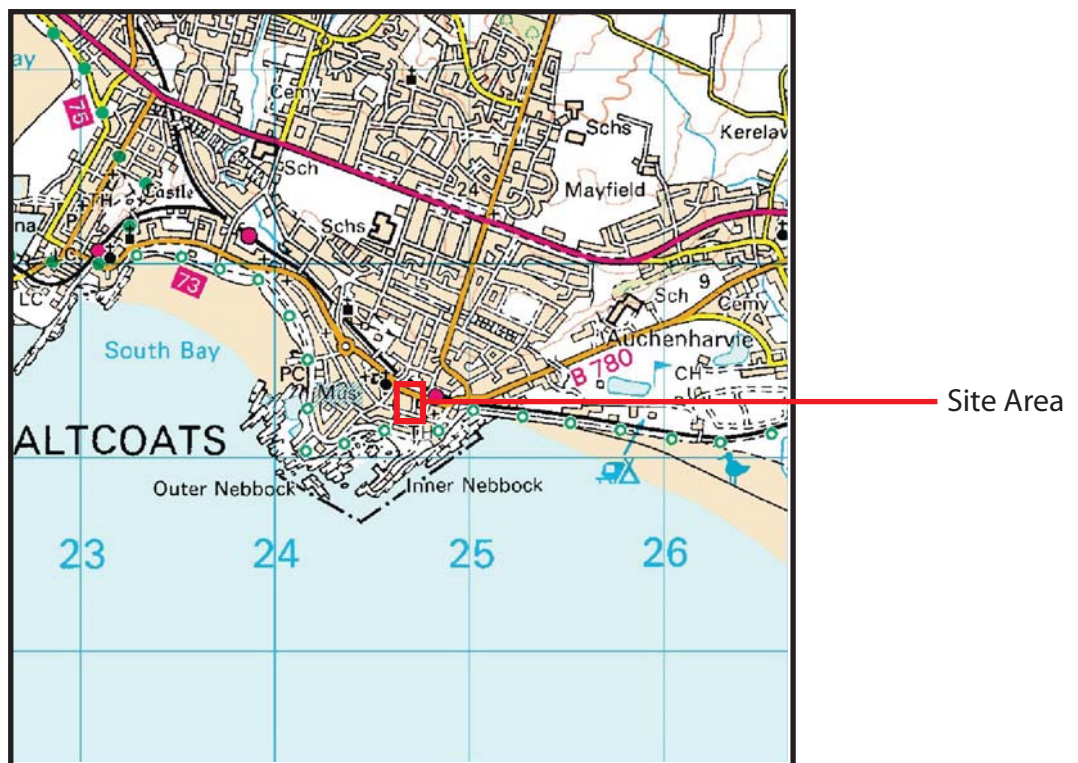 ay
Cemy
75
Schs
Kerelaw
Sch
Mayfield
24
Castle
TH
P
na
Schs
LC
73
LC
Sch
9
Cemy
Auchenharvie
South Bay
B 780
CH
PC
Mus
Site Area
ALTCOATS
TH
Outer Nebbock
Inner Nebbock
23
24
25
26